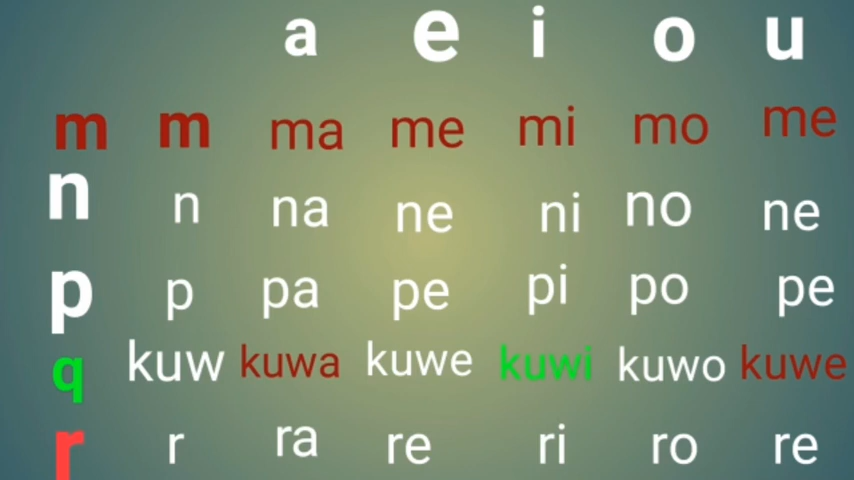 a e i o u
m m ma me mi mo me
n n na ne ni no ne
p p pa pe pi po pe
q kuw kuwa kuwe kuwi kuwo kuwe
r r ra re ri ro re